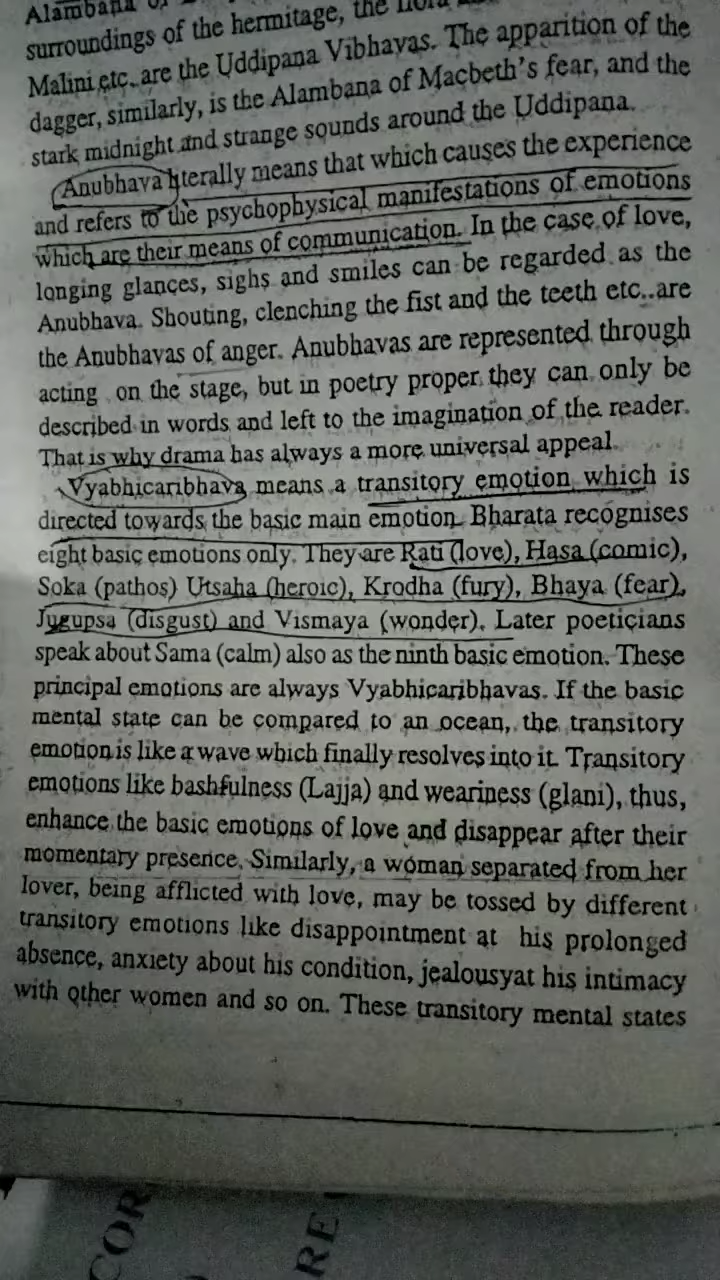 Alambana of
surroundings of the hermitage, the
Malini etc. are the Uddipana Vibhavas. The apparition of the
dagger, similarly, is the Alambana of Macbeth's fear, and the
stark midnight and strange sounds around the Uddipana.
Anubhava literally means that which causes the experience
and refers to the psychophysical manifestations of emotions
which are their means of communication. In the case of love,
longing glances, sighs and smiles can be regarded as the
Anubhava. Shouting, clenching the fist and the teeth etc..are
the Anubhavas of anger. Anubhavas are represented through
acting on the stage, but in poetry proper they can only be
described in words and left to the imagination of the reader.
That is why drama has always a more universal appeal.
Vyabhicaribhava means a transitory emotion which is
directed towards the basic main emotion. Bharata recognises
eight basic emotions only. They are Rati (love), Hasa (comic),
Soka (pathos) Utsaha (heroic), Krodha (fury), Bhaya (fear),
Jugupsa (disgust) and Vismaya (wonder). Later poeticians
speak about Sama (calm) also as the ninth basic emotion. These
principal emotions are always Vyabhicaribhavas. If the basic
mental state can be compared to an ocean, the transitory
emotion is like a wave which finally resolves into it. Transitory
emotions like bashfulness (Lajja) and weariness (glani), thus,
enhance the basic emotions of love and disappear after their
momentary presence. Similarly, a woman separated from her
lover, being afflicted with love, may be tossed by different
transitory emotions like disappointment at his prolonged
absence, anxiety about his condition, jealousyat his intimacy
with other women and so on. These transitory mental states
COR
RE